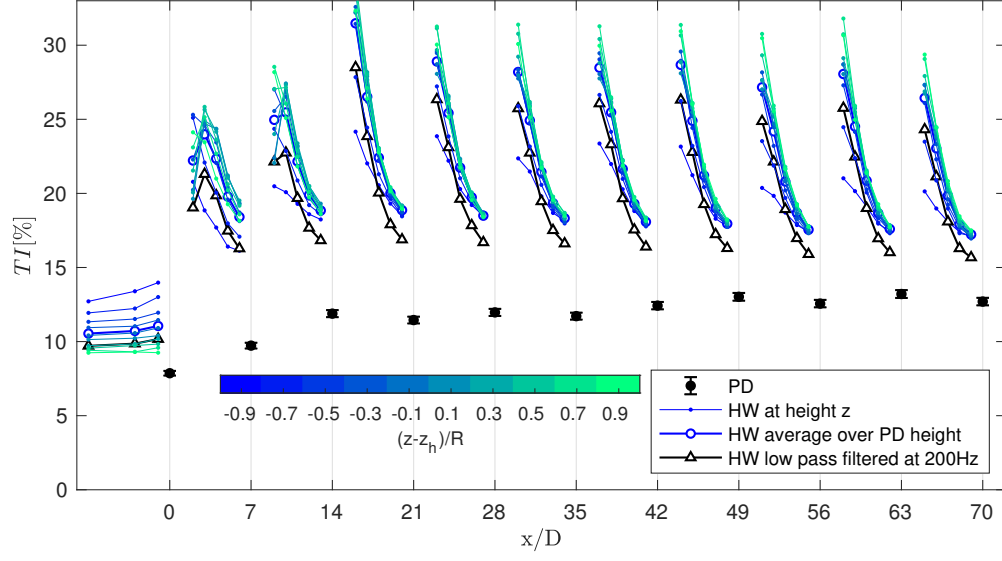 30
25
20
15
10
5
0
TI[%]
-0.9 -0.7 -0.5 -0.3 -0.1 0.1 0.3 0.5 0.7 0.9
(z-z_h)/R
PD
HW at height z
HW average over PD height
HW low pass filtered at 200Hz
0 7 14 21 28 35 42 49 56 63 70
x/D